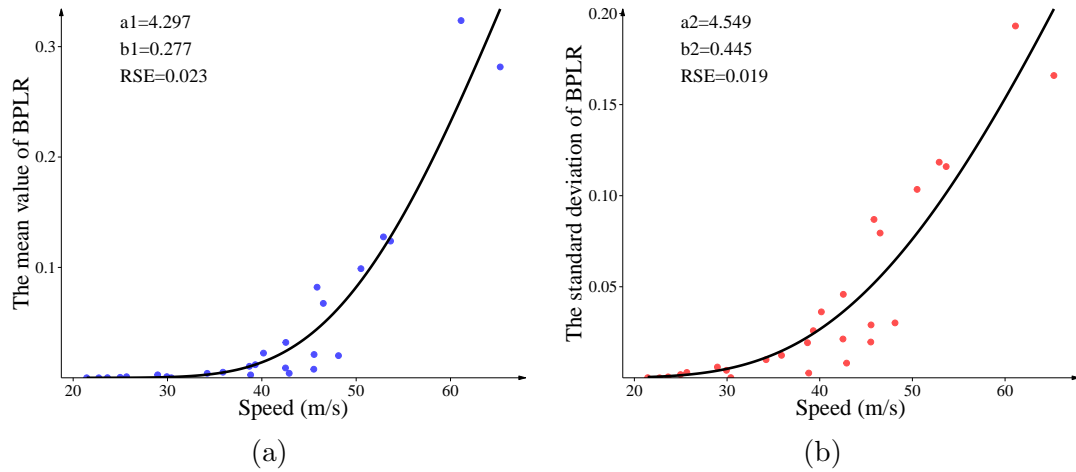 a1=4.297
b1=0.277
RSE=0.023
The mean value of BPLR
0.3
0.2
0.1
20 30 40 50 60
Speed (m/s)
(a)
a2=4.549
b2=0.445
RSE=0.019
The standard deviation of BPLR
0.20
0.15
0.10
0.05
20 30 40 50 60
Speed (m/s)
(b)